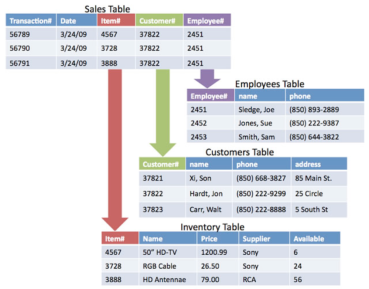 Sales Table
Transaction# Date Item# Customer# Employee#
56789 3/24/09 4567 37822 2451
56790 3/24/09 3728 37822 2451
56791 3/24/09 3888 37822 2451
Employees Table
Employee# name phone
2451 Sledge, Joe (850) 893-2889
2452 Jones, Sue (850) 222-9387
2453 Smith, Sam (850) 644-3822
Customers Table
Customer# name phone address
37821 Xi, Son (850) 668-3827 85 Main St.
37822 Hardt, Jon (850) 222-9299 25 Circle
37823 Carr, Walt (850) 222-8888 5 South St
Inventory Table
Item# Name Price Supplier Available
4567 50" HD-TV 1200.99 Sony 6
3728 RGB Cable 26.50 Sony 24
3888 HD Antennae 79.00 RCA 56